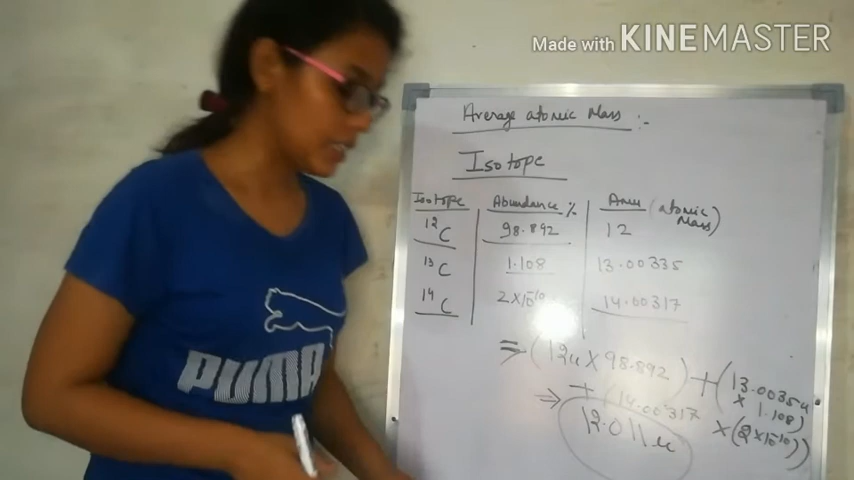 Made with KINEMASTER
Average atomic Mass :-
Isotope
Isotope Abundance % (atomic Mass)
12C 98.892 12
13C 1.108 13.00335
14C 2×10-10 14.00317
⇒ (12u × 98.892) + (13.0035u × 1.108)
+ (14.00317 × (2×10-10))
⇒ 12.011u
PUMA